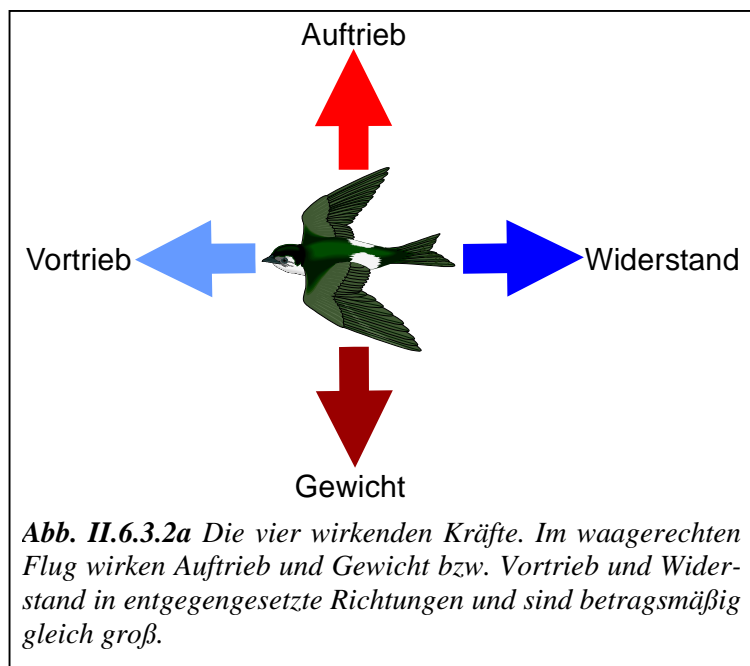 Auftrieb
Vortrieb
Widerstand
Gewicht
Abb. II.6.3.2a Die vier wirkenden Kräfte. Im waagerechten
Flug wirken Auftrieb und Gewicht bzw. Vortrieb und Wider-
stand in entgegengesetzte Richtungen und sind betragsmäßig
gleich groß.